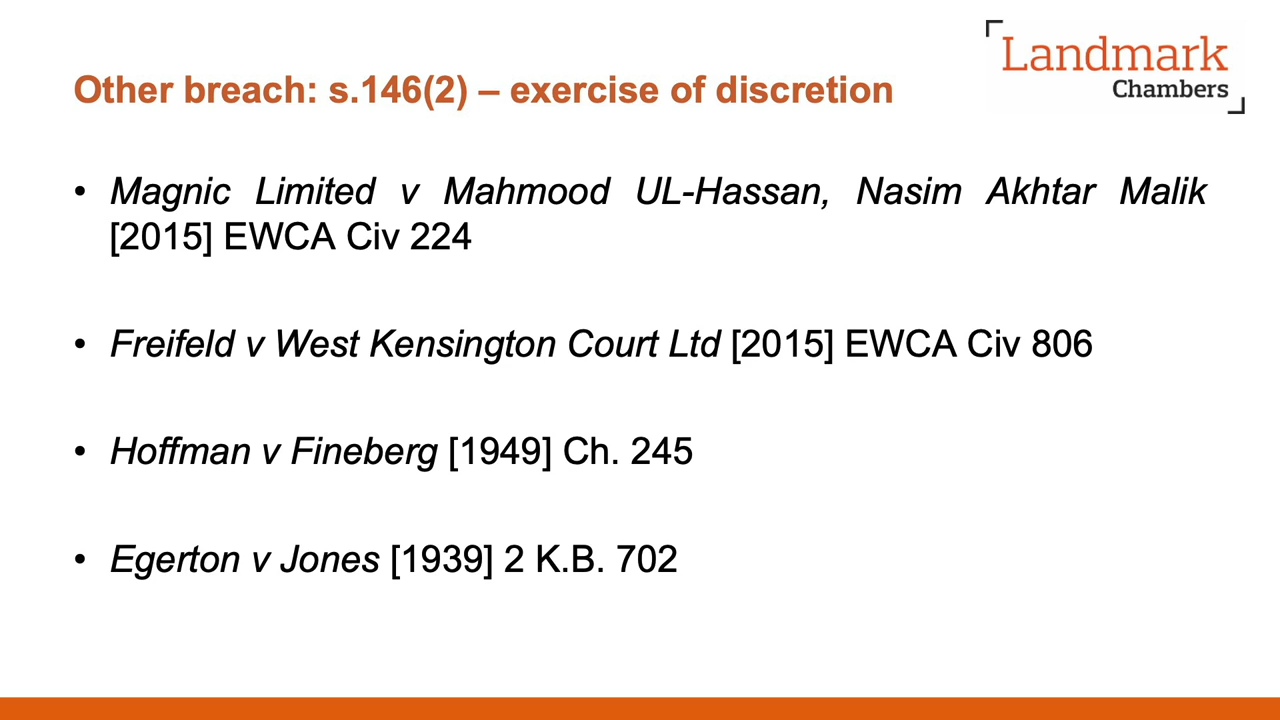 Landmark
Chambers
Other breach: s.146(2) – exercise of discretion
• Magnic Limited v Mahmood UL-Hassan, Nasim Akhtar Malik
[2015] EWCA Civ 224
• Freifeld v West Kensington Court Ltd [2015] EWCA Civ 806
• Hoffman v Fineberg [1949] Ch. 245
• Egerton v Jones [1939] 2 K.B. 702